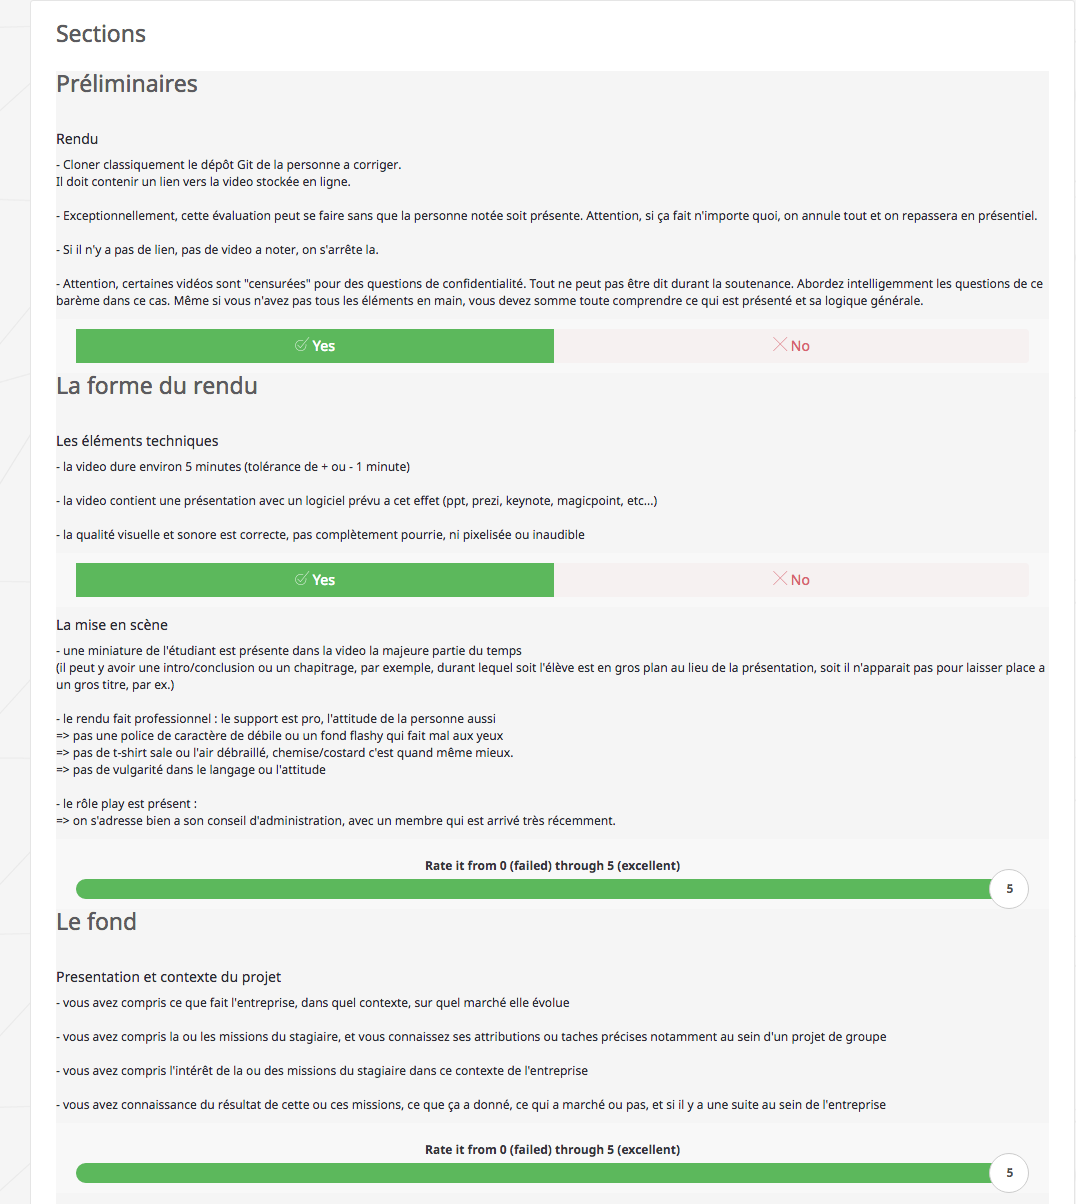 Sections
Préliminaires
Rendu
- Cloner classiquement le dépôt Git de la personne a corriger.
Il doit contenir un lien vers la video stockée en ligne.
- Exceptionnellement, cette évaluation peut se faire sans que la personne notée soit présente. Attention, si ça fait n'importe quoi, on annule tout et on repassera en présentiel.
- Si il n'y a pas de lien, pas de video a noter, on s'arrête la.
- Attention, certaines vidéos sont "censurées" pour des questions de confidentialité. Tout ne peut pas être dit durant la soutenance. Abordez intelligemment les questions de ce
barème dans ce cas. Même si vous n'avez pas tous les éléments en main, vous devez somme toute comprendre ce qui est présenté et sa logique générale.
Yes
No
La forme du rendu
Les éléments techniques
- la video dure environ 5 minutes (tolérance de + ou - 1 minute)
- la video contient une présentation avec un logiciel prévu a cet effet (ppt, prezi, keynote, magicpoint, etc...)
- la qualité visuelle et sonore est correcte, pas complètement pourrie, ni pixelisée ou inaudible
Yes
No
La mise en scène
- une miniature de l'étudiant est présente dans la video la majeure partie du temps
(il peut y avoir une intro/conclusion ou un chapitrage, par exemple, durant lequel soit l'élève est en gros plan au lieu de la présentation, soit il n'apparait pas pour laisser place a
un gros titre, par ex.)
- le rendu fait professionnel : le support est pro, l'attitude de la personne aussi
=> pas une police de caractère de débile ou un fond flashy qui fait mal aux yeux
=> pas de t-shirt sale ou l'air débraillé, chemise/costard c'est quand même mieux.
=> pas de vulgarité dans le langage ou l'attitude
- le rôle play est présent :
=> on s'adresse bien a son conseil d'administration, avec un membre qui est arrivé très récemment.
Rate it from 0 (failed) through 5 (excellent)
5
Le fond
Presentation et contexte du projet
- vous avez compris ce que fait l'entreprise, dans quel contexte, sur quel marché elle évolue
- vous avez compris la ou les missions du stagiaire, et vous connaissez ses attributions ou taches précises notamment au sein d'un projet de groupe
- vous avez compris l'intérêt de la ou des missions du stagiaire dans ce contexte de l'entreprise
- vous avez connaissance du résultat de cette ou ces missions, ce que ça a donné, ce qui a marché ou pas, et si il y a une suite au sein de l'entreprise
Rate it from 0 (failed) through 5 (excellent)
5